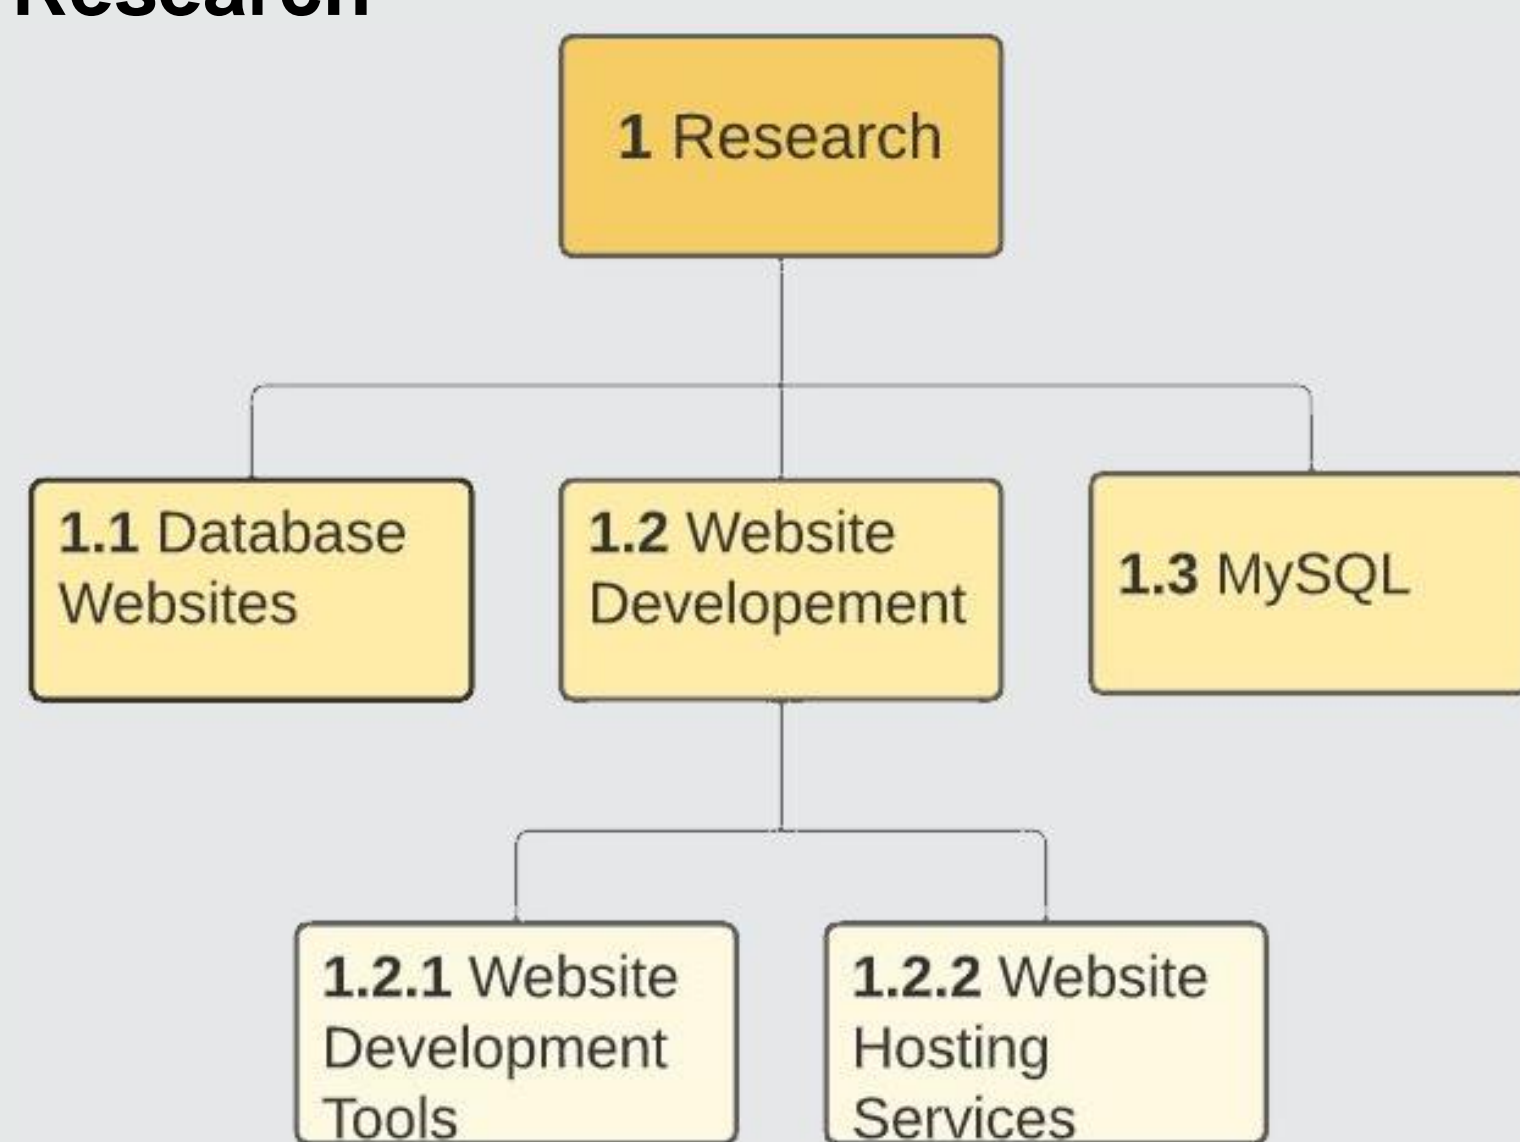 Research
1 Research
1.1 Database
Websites
1.2 Website
Developement
1.3 MySQL
1.2.1 Website
Development
Tools
1.2.2 Website
Hosting
Services